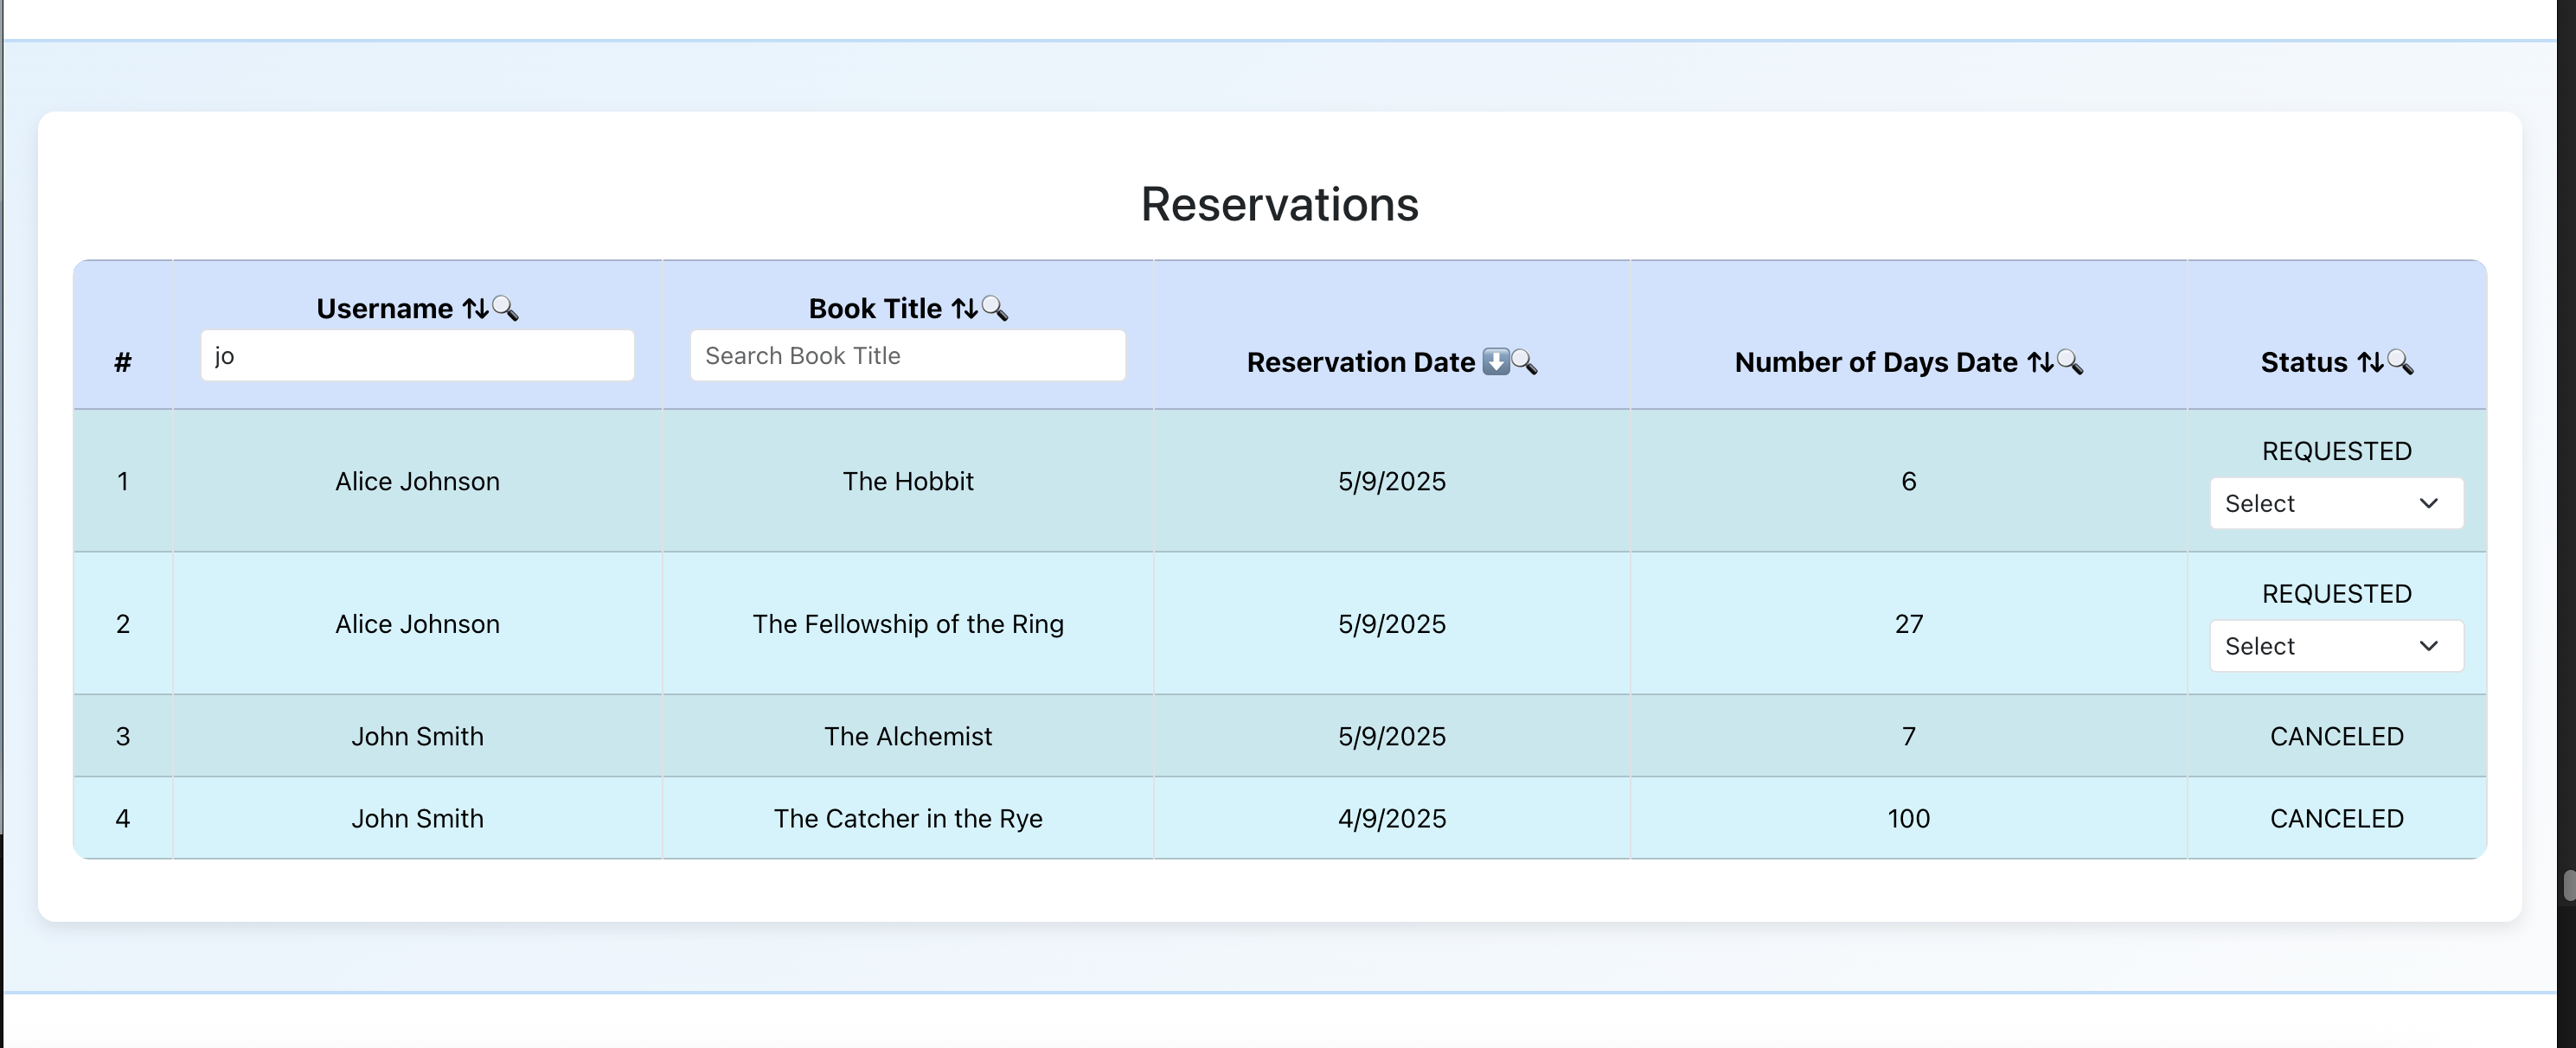 Reservations
# Username ⇅🔍 Book Title ⇅🔍 Reservation Date ⬇️🔍 Number of Days Date ⇅🔍 Status ⇅🔍
jo Search Book Title
1 Alice Johnson The Hobbit 5/9/2025 6 REQUESTED
Select
2 Alice Johnson The Fellowship of the Ring 5/9/2025 27 REQUESTED
Select
3 John Smith The Alchemist 5/9/2025 7 CANCELED
4 John Smith The Catcher in the Rye 4/9/2025 100 CANCELED